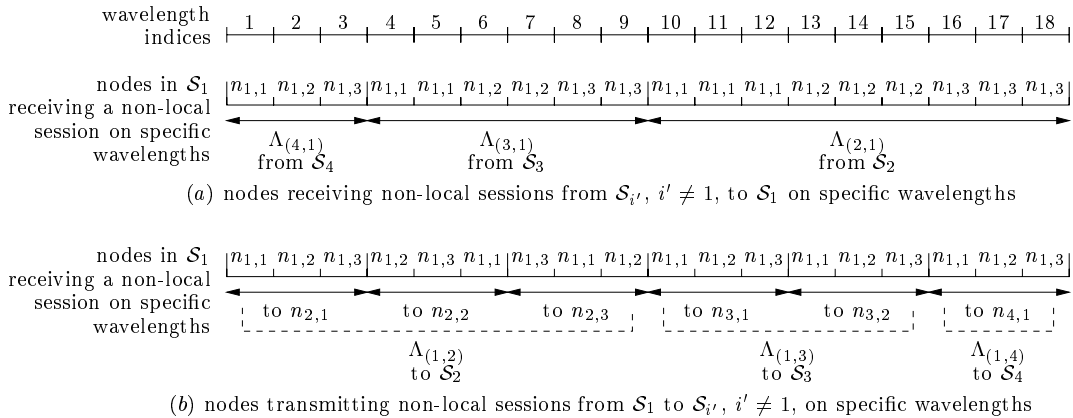 wavelength
indices
1 2 3 4 5 6 7 8 9 10 11 12 13 14 15 16 17 18
nodes in 𝒮₁
receiving a non-local
session on specific
wavelengths
n₁,₁ n₁,₂ n₁,₃ n₁,₁ n₁,₁ n₁,₂ n₁,₂ n₁,₃ n₁,₃ n₁,₁ n₁,₁ n₁,₁ n₁,₂ n₁,₂ n₁,₂ n₁,₃ n₁,₃ n₁,₃
Λ₍₄,₁₎ Λ₍₃,₁₎ Λ₍₂,₁₎
from 𝒮₄ from 𝒮₃ from 𝒮₂
(a) nodes receiving non-local sessions from 𝒮ᵢ′, i′ ≠ 1, to 𝒮₁ on specific wavelengths
nodes in 𝒮₁
receiving a non-local
session on specific
wavelengths
n₁,₁ n₁,₂ n₁,₃ n₁,₂ n₁,₃ n₁,₁ n₁,₃ n₁,₁ n₁,₂ n₁,₁ n₁,₂ n₁,₃ n₁,₁ n₁,₂ n₁,₃ n₁,₁ n₁,₂ n₁,₃
to n₂,₁ to n₂,₂ to n₂,₃ to n₃,₁ to n₃,₂ to n₄,₁
Λ₍₁,₂₎ Λ₍₁,₃₎ Λ₍₁,₄₎
to 𝒮₂ to 𝒮₃ to 𝒮₄
(b) nodes transmitting non-local sessions from 𝒮₁ to 𝒮ᵢ′, i′ ≠ 1, on specific wavelengths